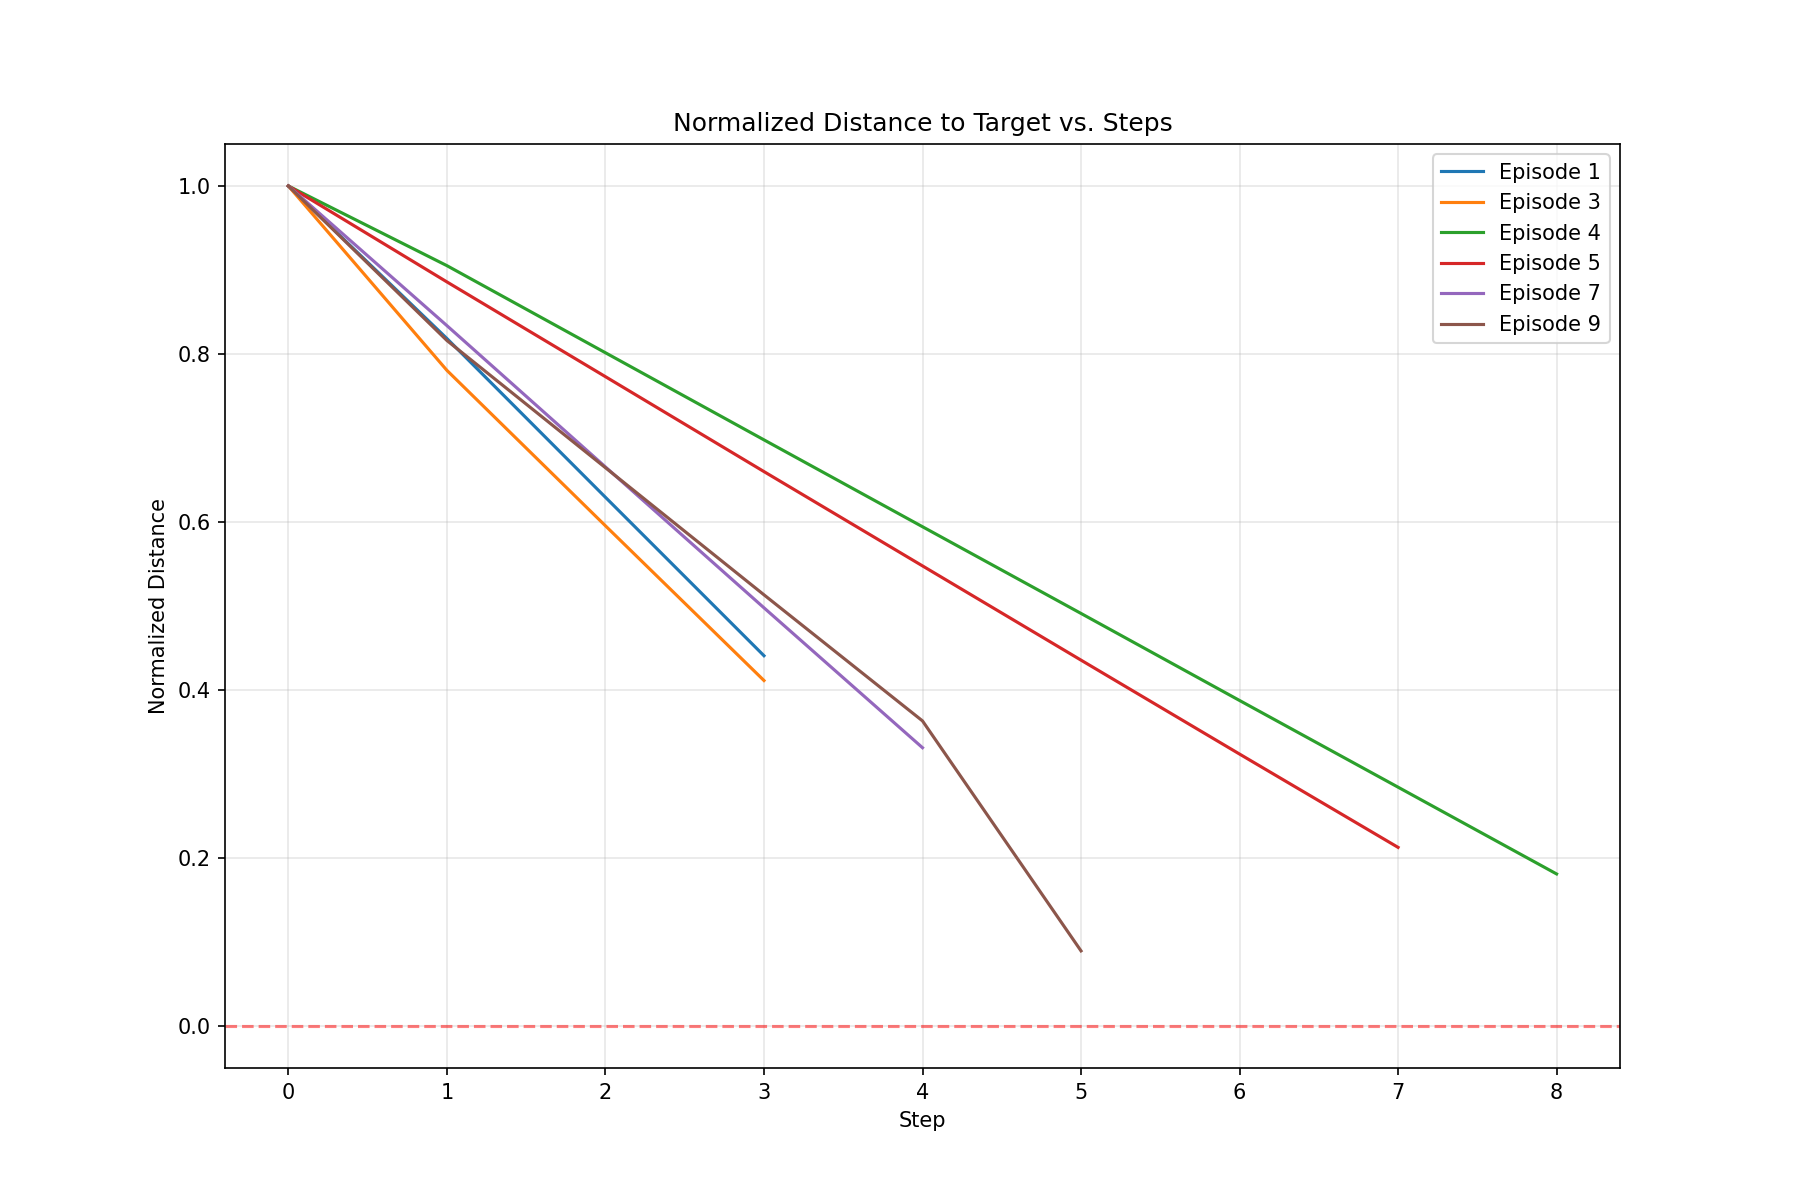 Normalized Distance to Target vs. Steps
Episode 1
Episode 3
Episode 4
Episode 5
Episode 7
Episode 9
Normalized Distance
1.0
0.8
0.6
0.4
0.2
0.0
0 1 2 3 4 5 6 7 8
Step